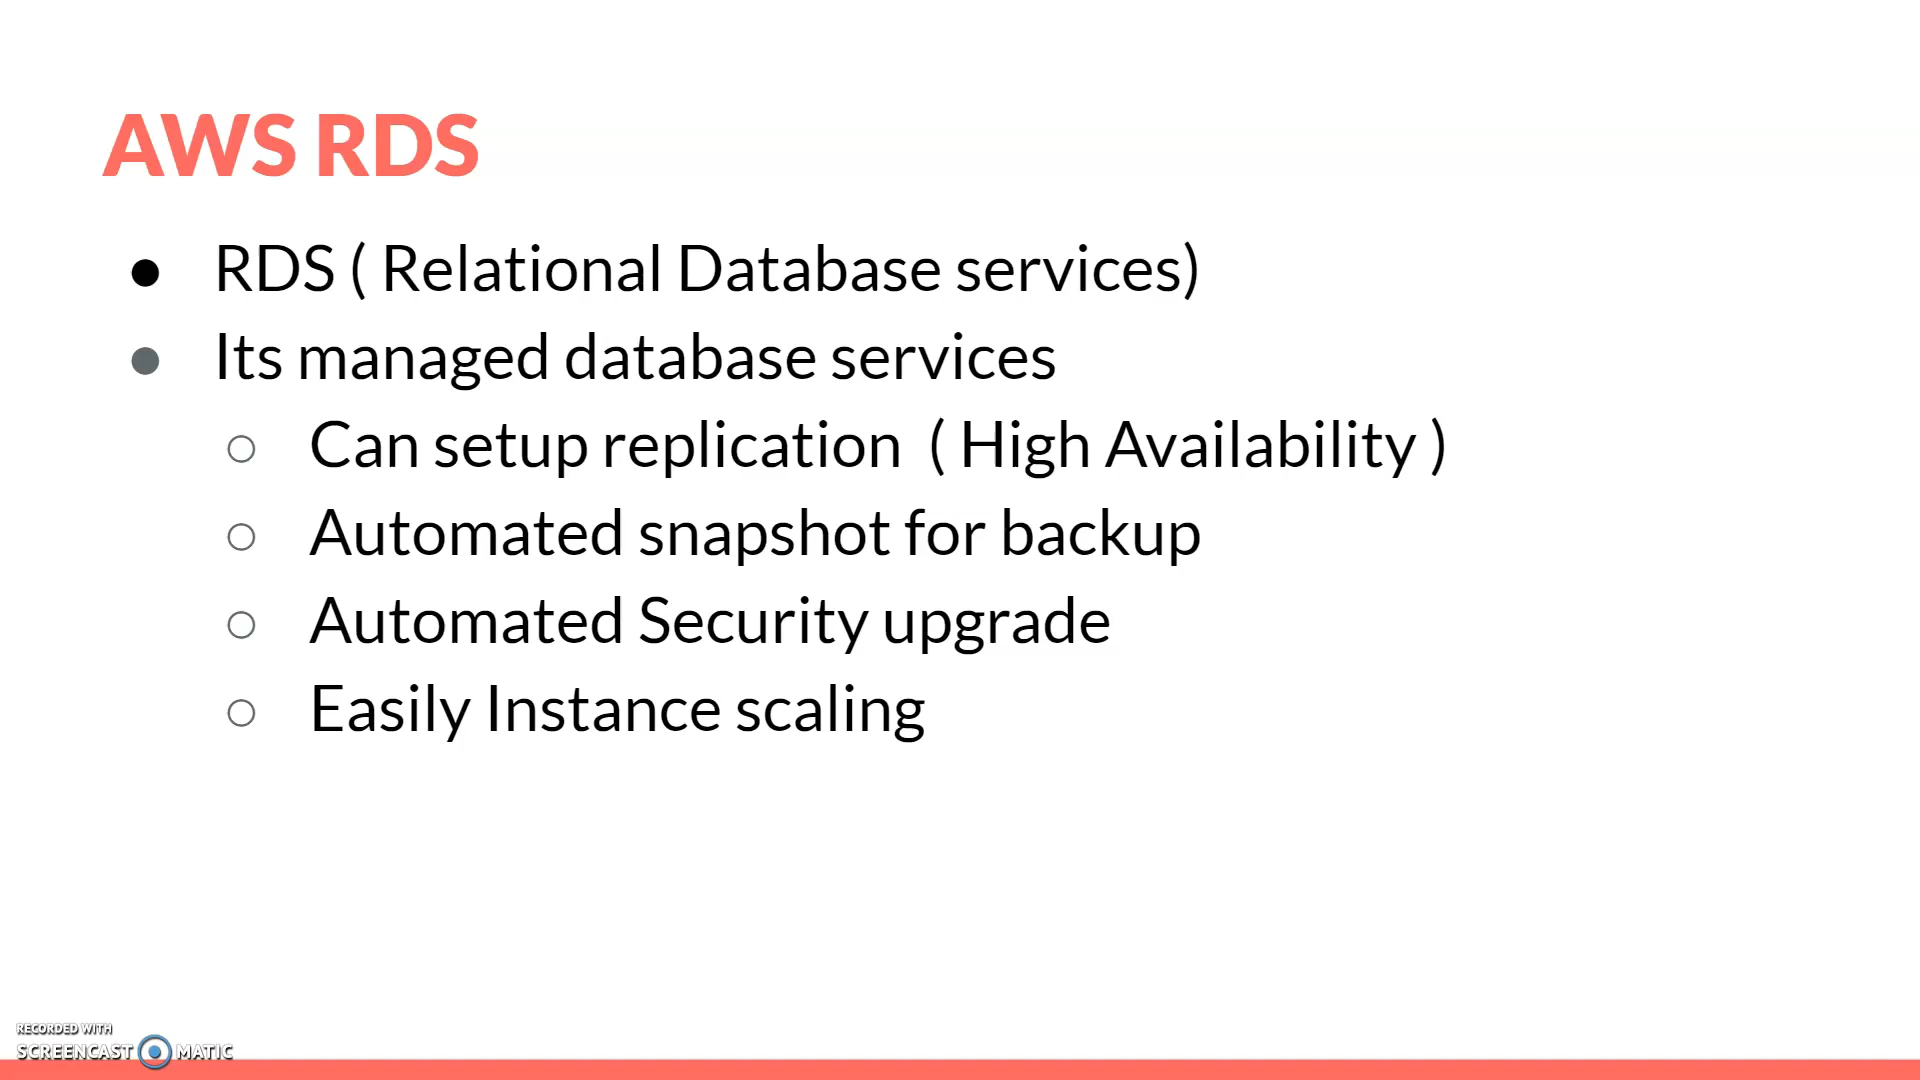 AWS RDS
● RDS ( Relational Database services)
● Its managed database services
○ Can setup replication ( High Availability )
○ Automated snapshot for backup
○ Automated Security upgrade
○ Easily Instance scaling
RECORDED WITH
SCREENCAST MATIC